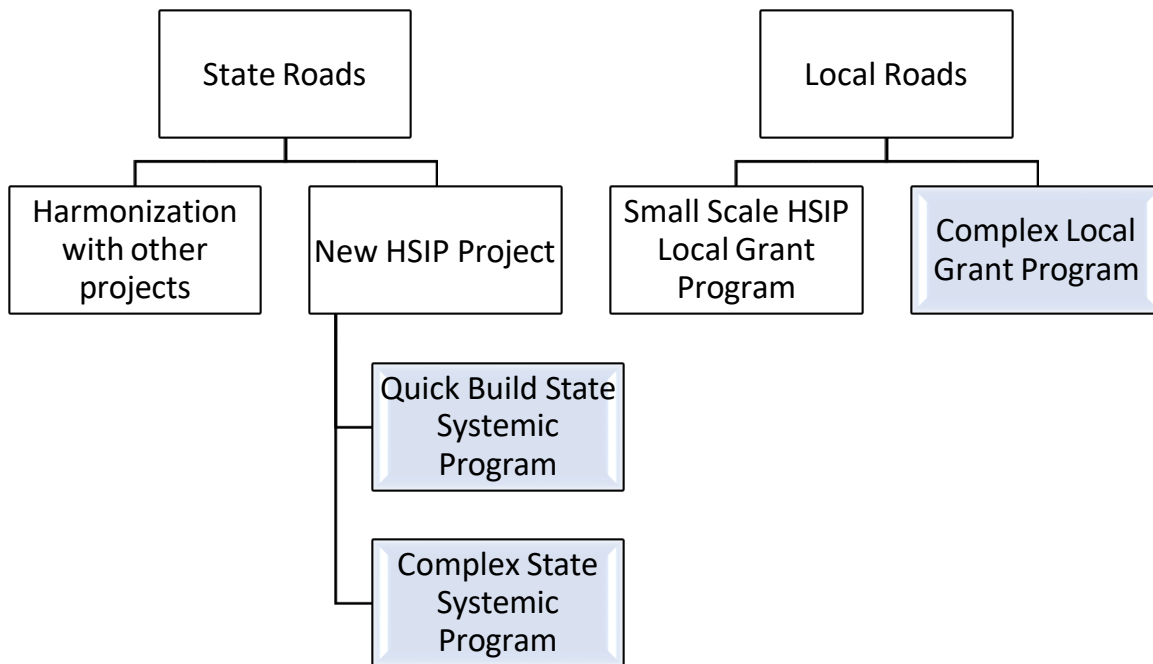 State Roads
Local Roads
Harmonization
with other
projects
New HSIP Project
Small Scale HSIP
Local Grant
Program
Complex Local
Grant Program
Quick Build State
Systemic
Program
Complex State
Systemic
Program